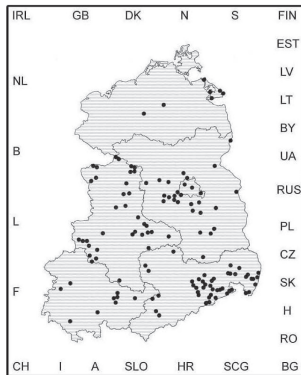 IRL GB DK N S FIN
EST
LV
NL
LT
BY
B
UA
RUS
L
PL
CZ
F
SK
H
RO
CH I A SLO HR SCG BG